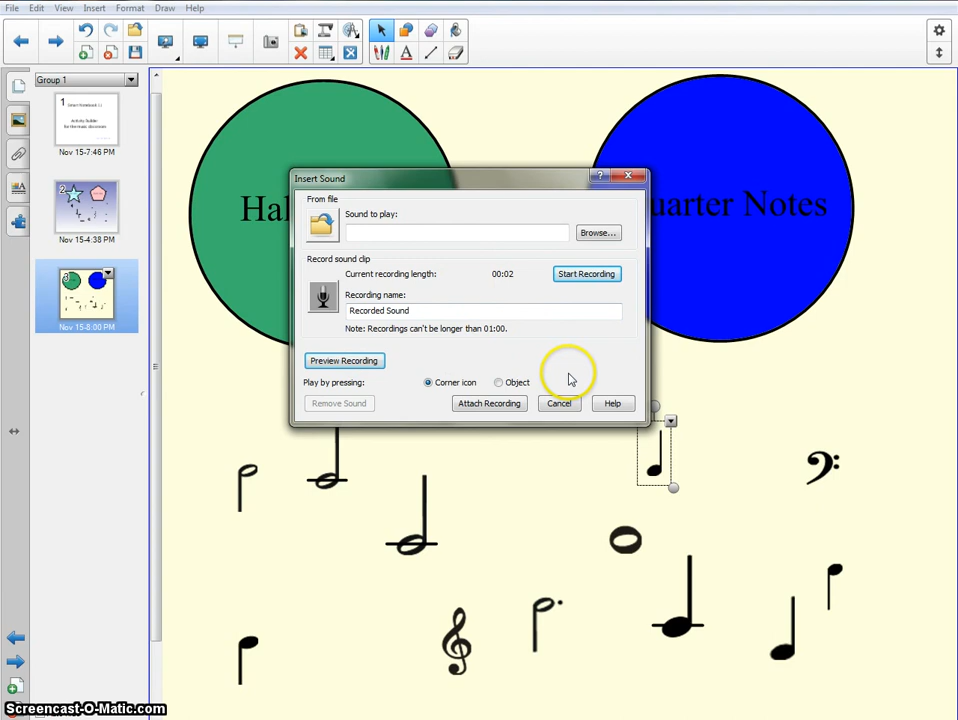 File Edit View Insert Format Draw Help
Group 1
1
Nov 15-7:46 PM
2
Nov 15-4:38 PM
Nov 15-8:00 PM
Hal
uarter Notes
Insert Sound
From file
Sound to play:
Browse...
Record sound clip
Current recording length: 00:02 Start Recording
Recording name:
Recorded Sound
Note: Recordings can't be longer than 01:00.
Preview Recording
Play by pressing: Corner icon Object
Remove Sound Attach Recording Cancel Help
Screencast-O-Matic.com